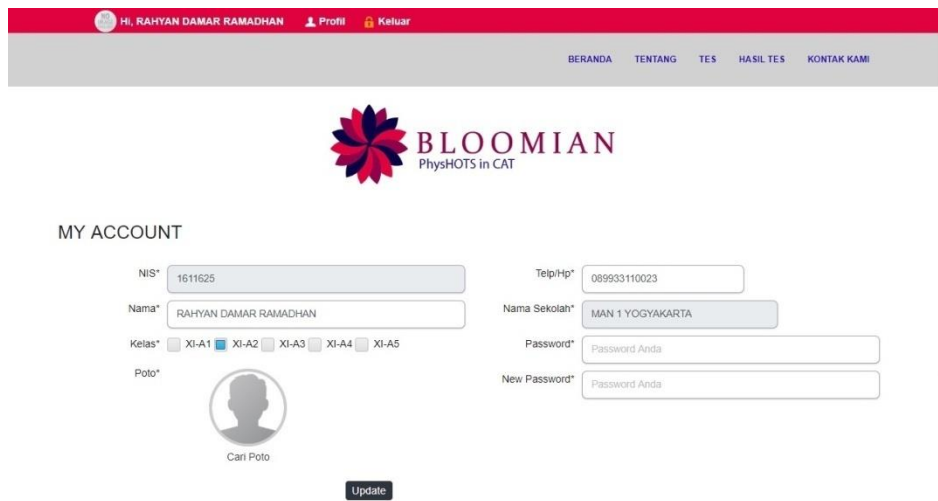 Hi, RAHYAN DAMAR RAMADHAN Profil Keluar
BERANDA TENTANG TES HASIL TES KONTAK KAMI
BLOOMIAN
PhysHOTS in CAT
MY ACCOUNT
NIS* 1611625
Telp/Hp* 089933110023
Nama* RAHYAN DAMAR RAMADHAN
Nama Sekolah* MAN 1 YOGYAKARTA
Kelas* XI-A1 XI-A2 XI-A3 XI-A4 XI-A5
Password* Password Anda
Poto*
New Password* Password Anda
Cari Poto
Update